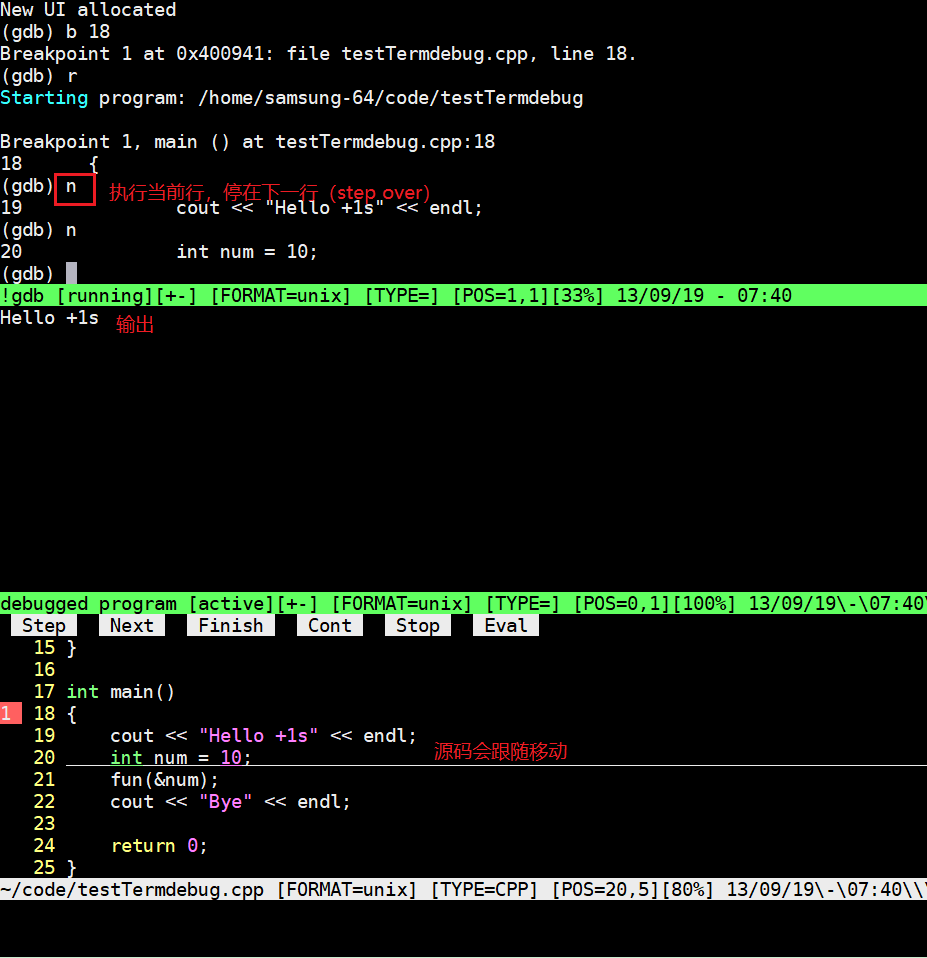 New UI allocated
(gdb) b 18
Breakpoint 1 at 0x400941: file testTermdebug.cpp, line 18.
(gdb) r
Starting program: /home/samsung-64/code/testTermdebug
Breakpoint 1, main () at testTermdebug.cpp:18
18 {
(gdb) n 执行当前行，停在下一行（step over）
19 cout << "Hello +1s" << endl;
(gdb) n
20 int num = 10;
(gdb)
!gdb [running][+-] [FORMAT=unix] [TYPE=] [POS=1,1][33%] 13/09/19 - 07:40
Hello +1s 输出
debugged program [active][+-] [FORMAT=unix] [TYPE=] [POS=0,1][100%] 13/09/19\-\07:40\
Step Next Finish Cont Stop Eval
15 }
16
17 int main()
1 18 {
19 cout << "Hello +1s" << endl;
20 int num = 10; 源码会跟随移动
21 fun(&num);
22 cout << "Bye" << endl;
23
24 return 0;
25 }
~/code/testTermdebug.cpp [FORMAT=unix] [TYPE=CPP] [POS=20,5][80%] 13/09/19\-\07:40\\\